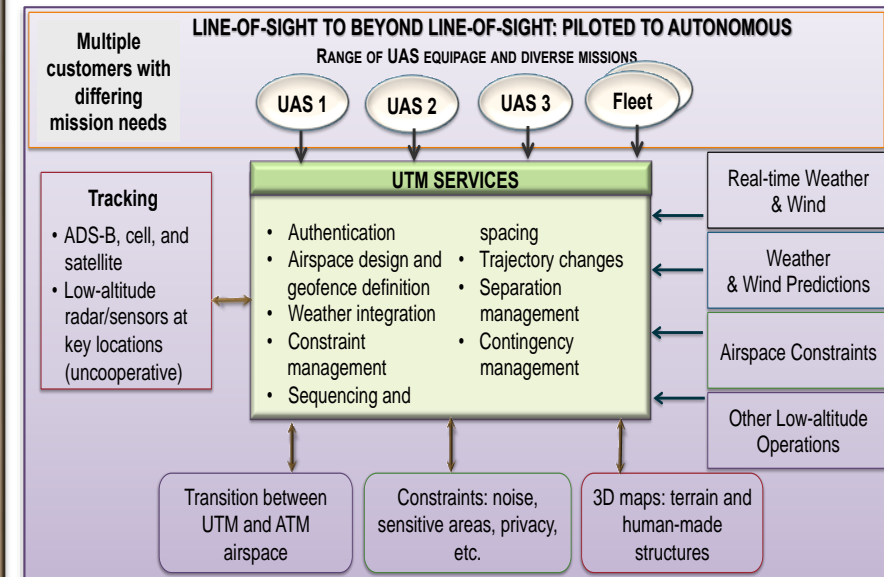 LINE-OF-SIGHT TO BEYOND LINE-OF-SIGHT: PILOTED TO AUTONOMOUS
RANGE OF UAS EQUIPAGE AND DIVERSE MISSIONS
Multiple
customers with
differing
mission needs
UAS 1
UAS 2
UAS 3
Fleet
UTM SERVICES
Tracking
• ADS-B, cell, and
satellite
• Low-altitude
radar/sensors at
key locations
(uncooperative)
• Authentication
• Airspace design and
geofence definition
• Weather integration
• Constraint
management
• Sequencing and
spacing
• Trajectory changes
• Separation
management
• Contingency
management
Real-time Weather
& Wind
Weather
& Wind Predictions
Airspace Constraints
Other Low-altitude
Operations
Transition between
UTM and ATM
airspace
Constraints: noise,
sensitive areas, privacy,
etc.
3D maps: terrain and
human-made
structures